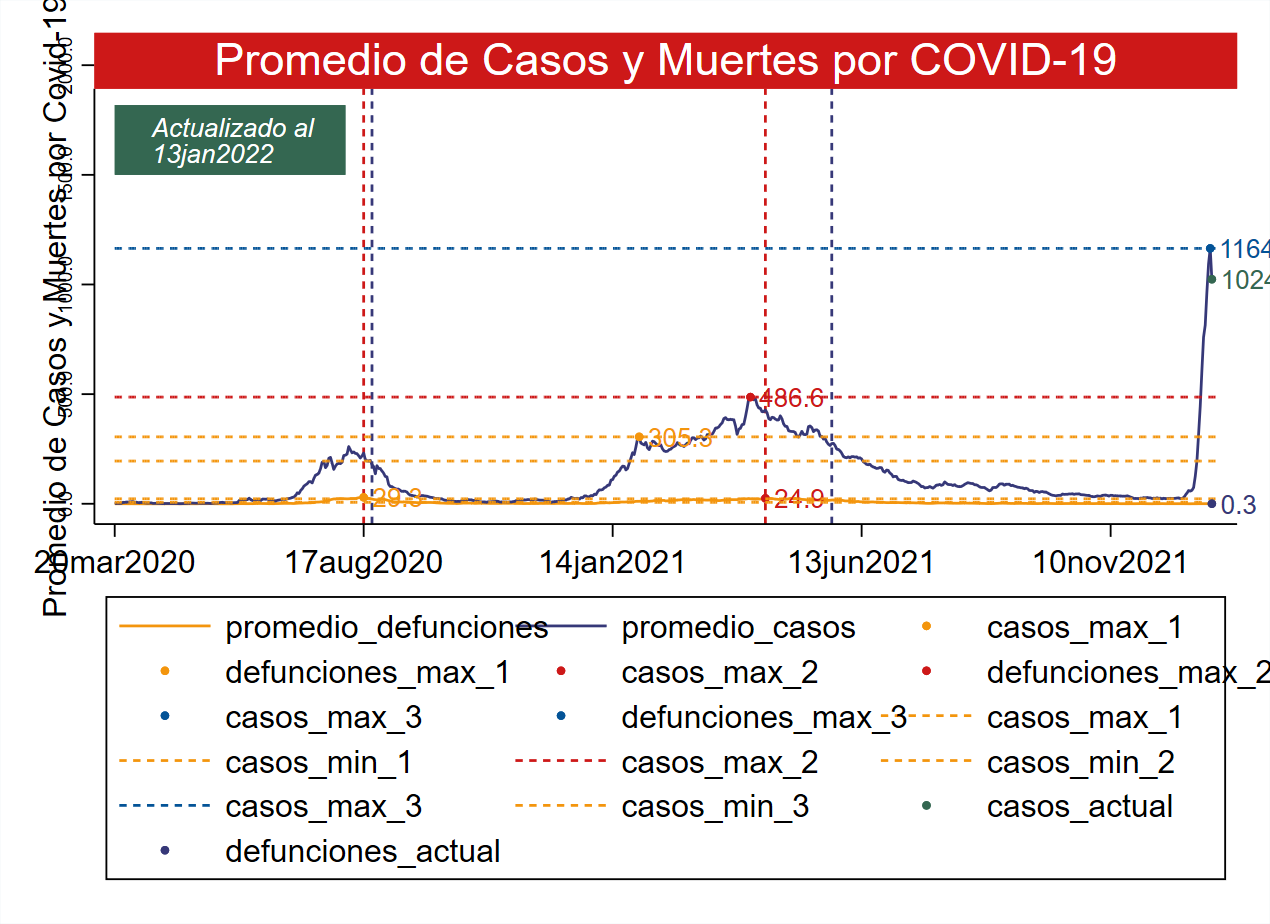 Promedio de Casos y Muertes por COVID-19
Actualizado al
13jan2022
Promedio de Casos y Muertes por Covid-19
2000.0
1500.0
1000.0
500.0
1164
1024
486.6
305.3
29.3
24.9
0.3
20mar2020 17aug2020 14jan2021 13jun2021 10nov2021
promedio_defunciones promedio_casos casos_max_1
defunciones_max_1 casos_max_2 defunciones_max_2
casos_max_3 defunciones_max_3 casos_max_1
casos_min_1 casos_max_2 casos_min_2
casos_max_3 casos_min_3 casos_actual
defunciones_actual